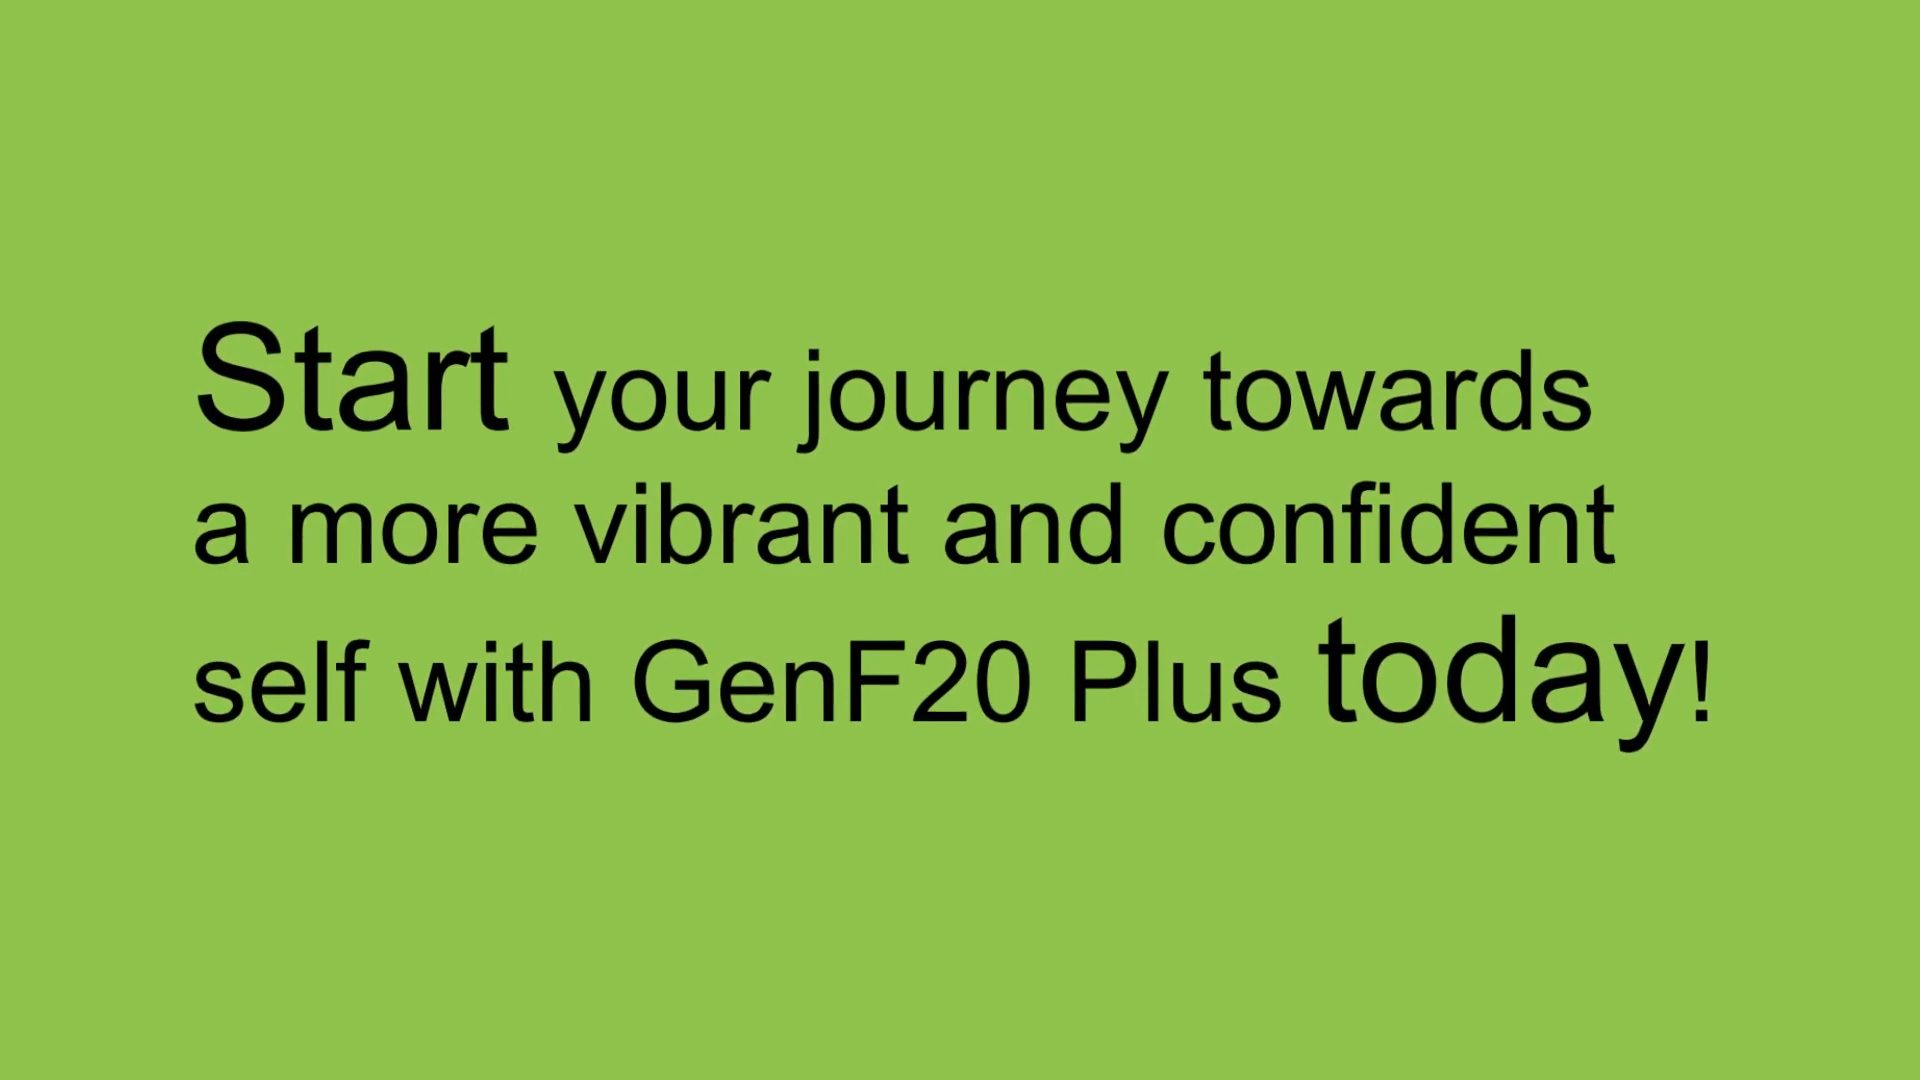 Start your journey towards
a more vibrant and confident
self with GenF20 Plus today!